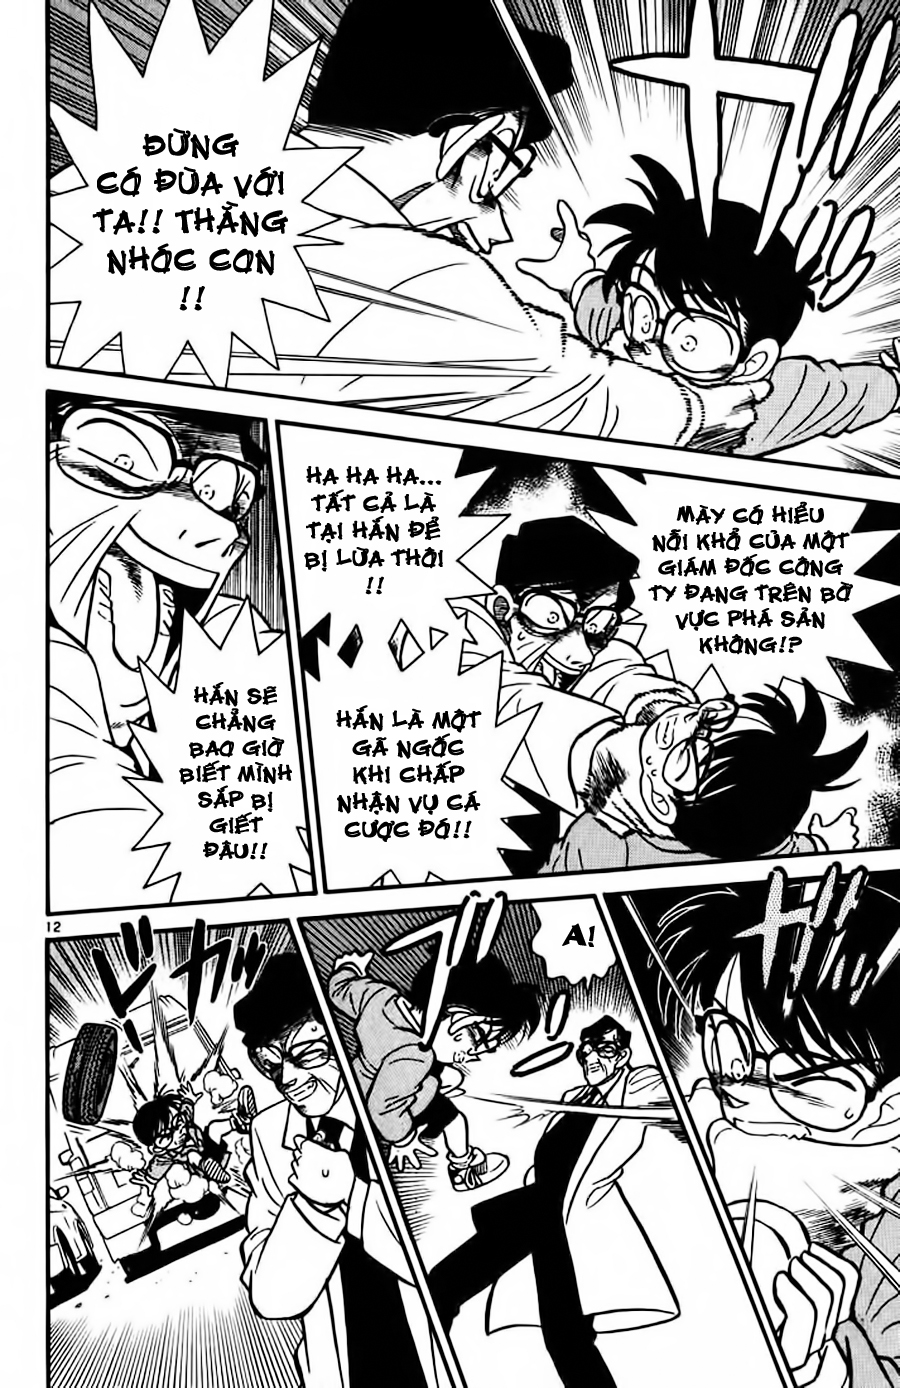 ĐỪNG
CÓ ĐÙA VỚI
TA!! THẰNG
NHÓC CON
!!
MÀY CÓ HIỂU
NỖI KHỔ CỦA MỘT
GIÁM ĐỐC CÔNG
TY ĐANG TRÊN BỜ
VỰC PHÁ SẢN
KHÔNG!?
HA HA HA...
TẤT CẢ LÀ
TẠI HẮN ĐỂ
BỊ LỪA THÔI
!!
HẮN LÀ MỘT
GÃ NGỐC
KHI CHẤP
NHẬN VỤ CÁ
CƯỢC ĐÓ!!
HẮN SẼ
CHẲNG
BAO GIỜ
BIẾT MÌNH
SẮP BỊ
GIẾT
ĐÂU!!
12
A!
ドカッ